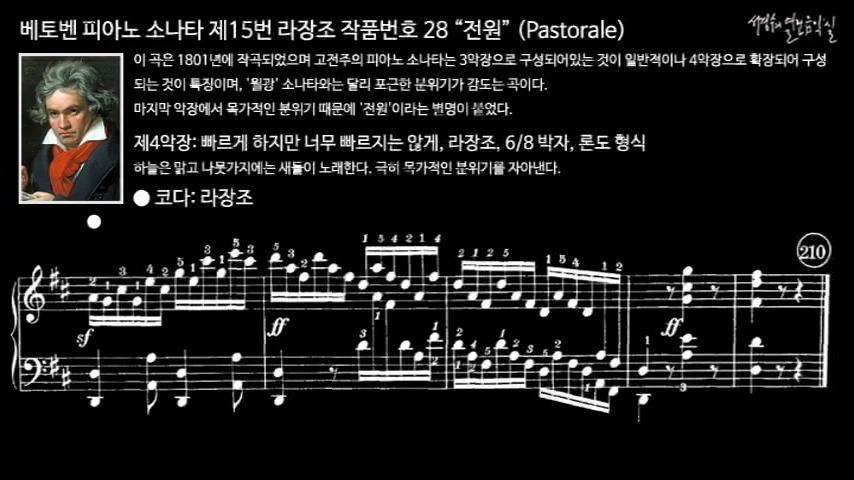 베토벤 피아노 소나타 제15번 라장조 작품번호 28 “전원” (Pastorale)
이 곡은 1801년에 작곡되었으며 고전주의 피아노 소나타는 3악장으로 구성되어있는 것이 일반적이나 4악장으로 확장되어 구성
되는 것이 특징이며, '월광' 소나타와는 달리 포근한 분위기가 감도는 곡이다.
마지막 악장에서 목가적인 분위기 때문에 '전원'이라는 별명이 붙었다.
제4악장: 빠르게 하지만 너무 빠르지는 않게, 라장조, 6/8 박자, 론도 형식
하늘은 맑고 나뭇가지에는 새들이 노래한다. 극히 목가적인 분위기를 자아낸다.
코다: 라장조
210
sf
ff
ff